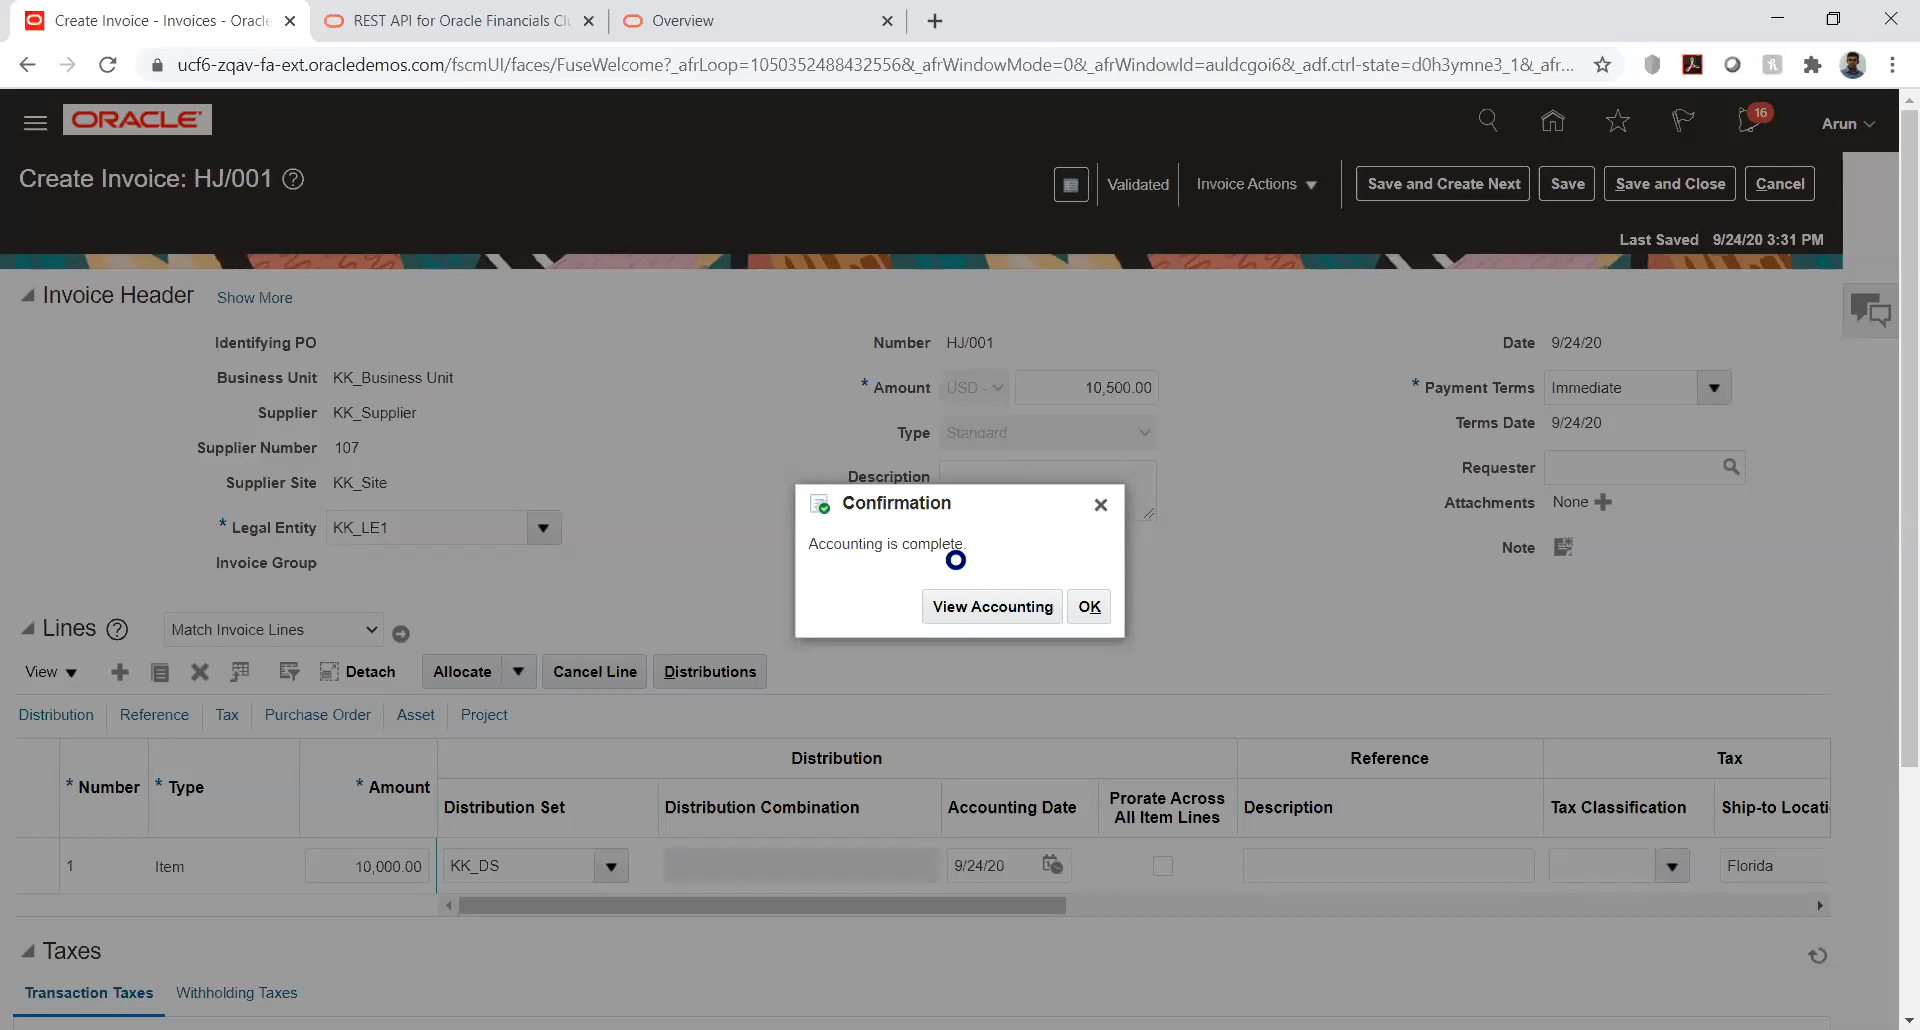 Create Invoice - Invoices - Oracle
REST API for Oracle Financials Clo
Overview
ucf6-zqav-fa-ext.oracledemos.com/fscmUI/faces/FuseWelcome?_afrLoop=10503524888432556&_afrWindowMode=0&_afrWindowId=auldcgoi6&_adf.ctrl-state=d0h3ymne3_1&_afr...
ORACLE
16
Arun
Create Invoice: HJ/001
Validated
Invoice Actions
Save and Create Next
Save
Save and Close
Cancel
Last Saved 9/24/20 3:31 PM
Invoice Header
Show More
Identifying PO
Business Unit KK_Business Unit
Supplier KK_Supplier
Supplier Number 107
Supplier Site KK_Site
* Legal Entity KK_LE1
Invoice Group
Number HJ/001
* Amount USD - 10,500.00
Type Standard
Description
Date 9/24/20
* Payment Terms Immediate
Terms Date 9/24/20
Requester
Attachments None
Note
Confirmation
Accounting is complete.
View Accounting
OK
Lines
Match Invoice Lines
View
Detach
Allocate
Cancel Line
Distributions
Distribution Reference Tax Purchase Order Asset Project
Distribution Reference Tax
* Number * Type * Amount Distribution Set Distribution Combination Accounting Date Prorate Across All Item Lines Description Tax Classification Ship-to Locati
1 Item 10,000.00 KK_DS 9/24/20 Florida
Taxes
Transaction Taxes Withholding Taxes